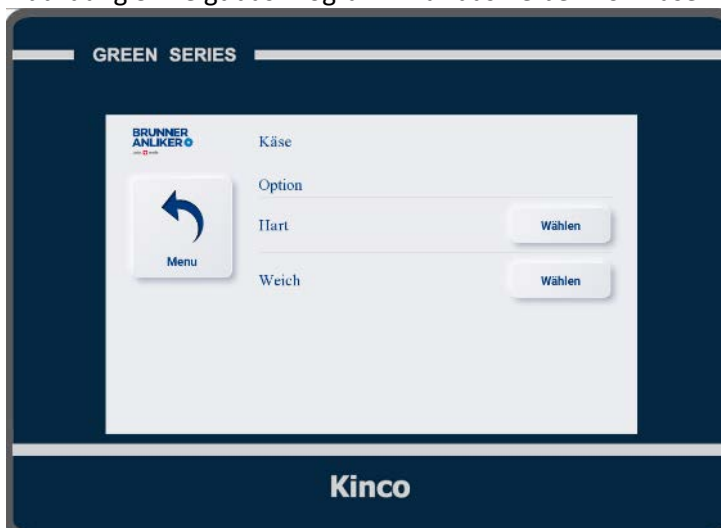 GREEN SERIES
BRUNNER
ANLIKER
Käse
Option
Hart
Wählen
Menu
Weich
Wählen
Kinco